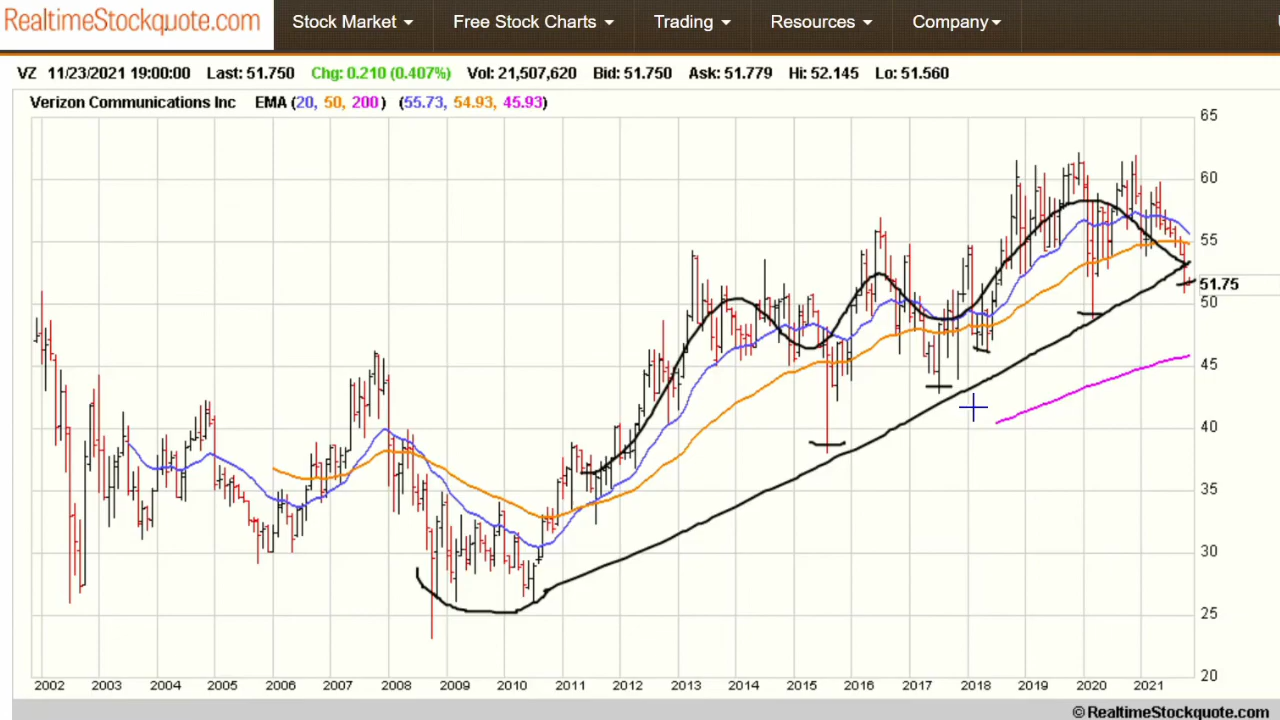 RealtimeStockquote.com Stock Market Free Stock Charts Trading Resources Company
VZ 11/23/2021 19:00:00 Last: 51.750 Chg: 0.210 (0.407%) Vol: 21,507,620 Bid: 51.750 Ask: 51.779 Hi: 52.145 Lo: 51.560
Verizon Communications Inc EMA (20, 50, 200) (55.73, 54.93, 45.93)
65
60
55
51.75
50
45
40
35
30
25
20
2002 2003 2004 2005 2006 2007 2008 2009 2010 2011 2012 2013 2014 2015 2016 2017 2018 2019 2020 2021
© RealtimeStockquote.com